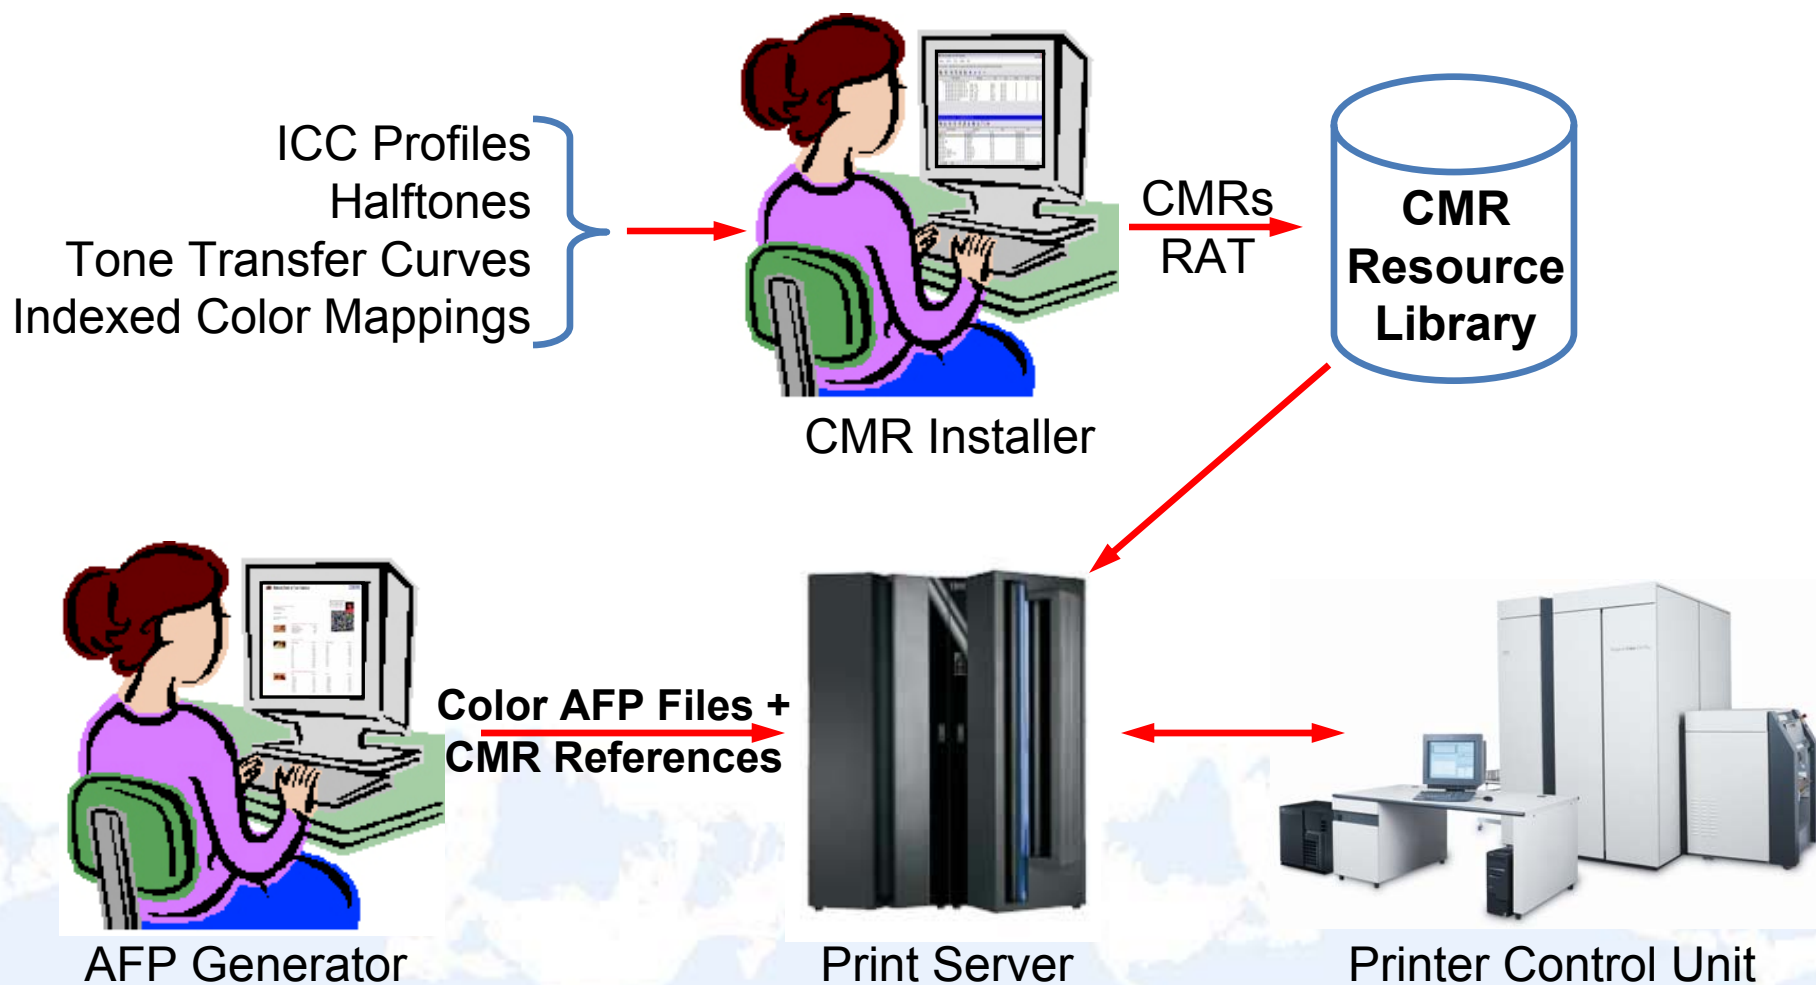 ICC Profiles
Halftones
Tone Transfer Curves
Indexed Color Mappings
CMR Installer
CMRs
RAT
CMR
Resource
Library
Color AFP Files +
CMR References
AFP Generator
Print Server
Printer Control Unit